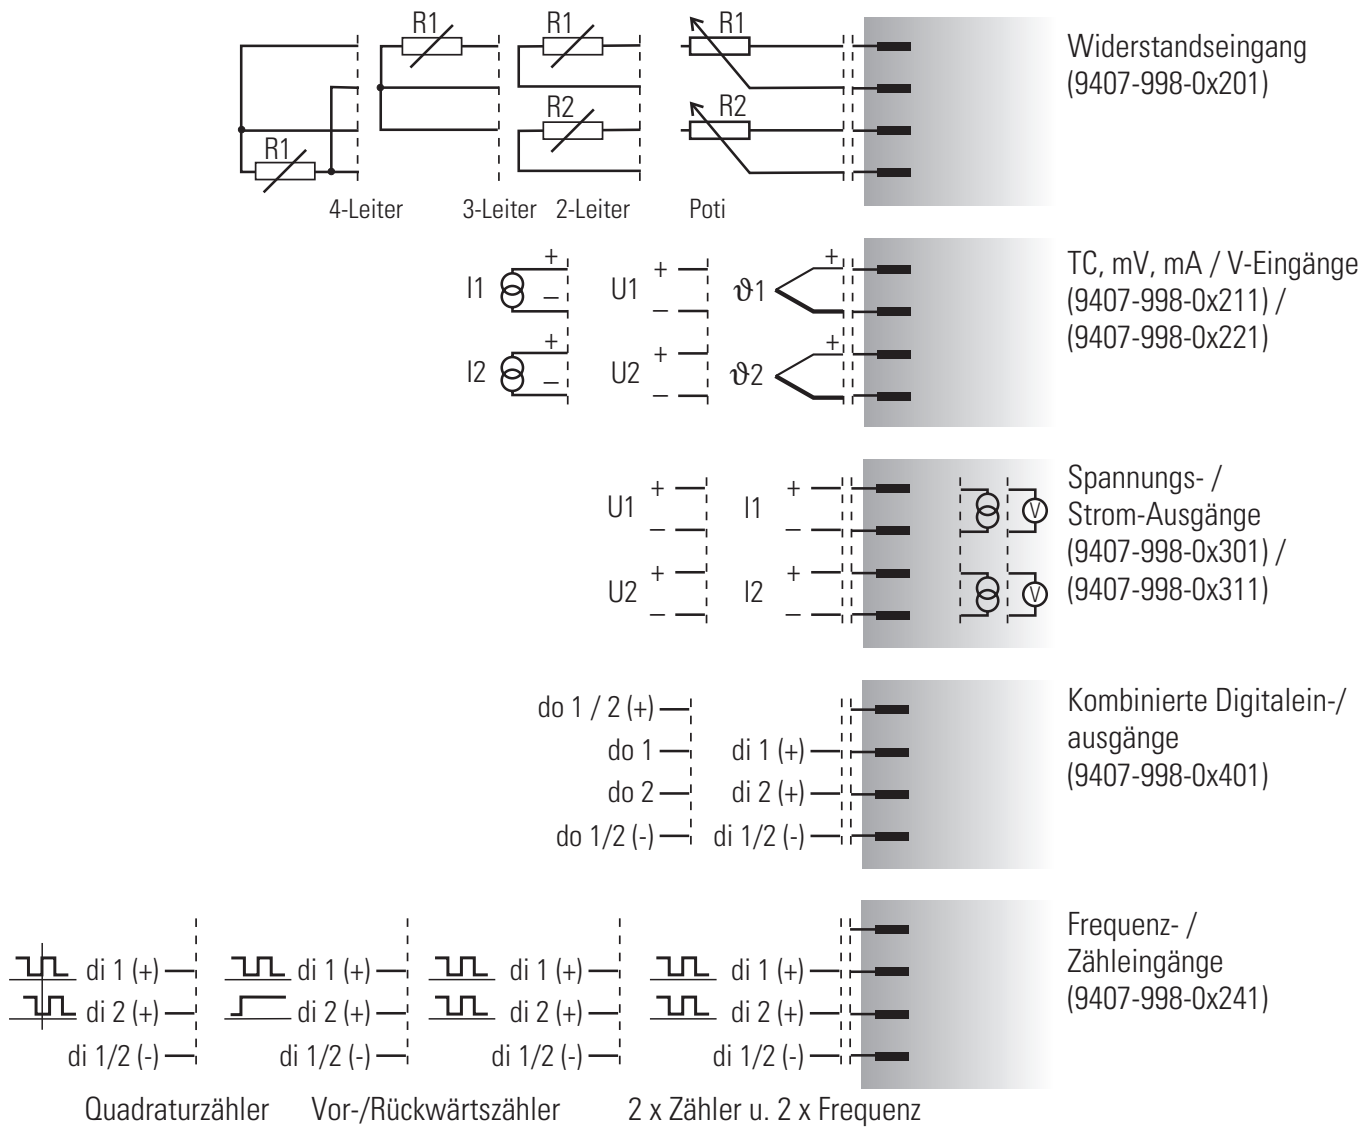 R1 R1 R1
Widerstandseingang
(9407-998-0x201)
R2 R2
R1
4-Leiter 3-Leiter 2-Leiter Poti
TC, mV, mA / V-Eingänge
(9407-998-0x211) /
(9407-998-0x221)
I1 + − U1 + − ϑ1 +
I2 + − U2 + − ϑ2 +
Spannungs- /
Strom-Ausgänge
(9407-998-0x301) /
(9407-998-0x311)
U1 + − I1 + − V
U2 + − I2 + − V
Kombinierte Digitalein-/
ausgänge
(9407-998-0x401)
do 1 / 2 (+)
do 1 di 1 (+)
do 2 di 2 (+)
do 1/2 (-) di 1/2 (-)
Frequenz- /
Zähleingänge
(9407-998-0x241)
di 1 (+) di 1 (+) di 1 (+) di 1 (+)
di 2 (+) di 2 (+) di 2 (+) di 2 (+)
di 1/2 (-) di 1/2 (-) di 1/2 (-) di 1/2 (-)
Quadraturzähler Vor-/Rückwärtszähler 2 x Zähler u. 2 x Frequenz